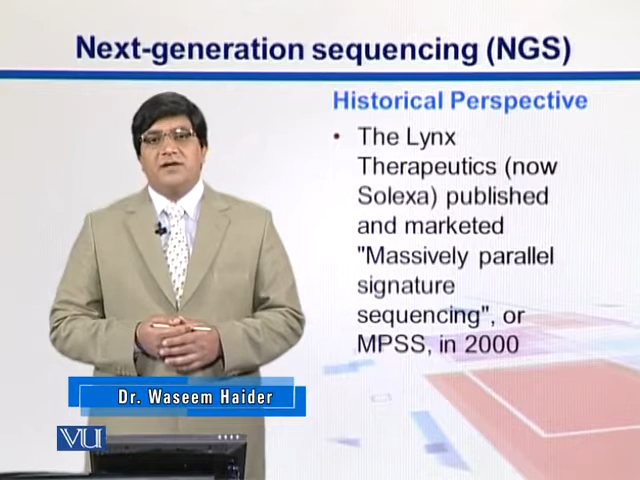 Next-generation sequencing (NGS)
Historical Perspective
• The Lynx
Therapeutics (now
Solexa) published
and marketed
"Massively parallel
signature
sequencing", or
MPSS, in 2000
Dr. Waseem Haider
VU